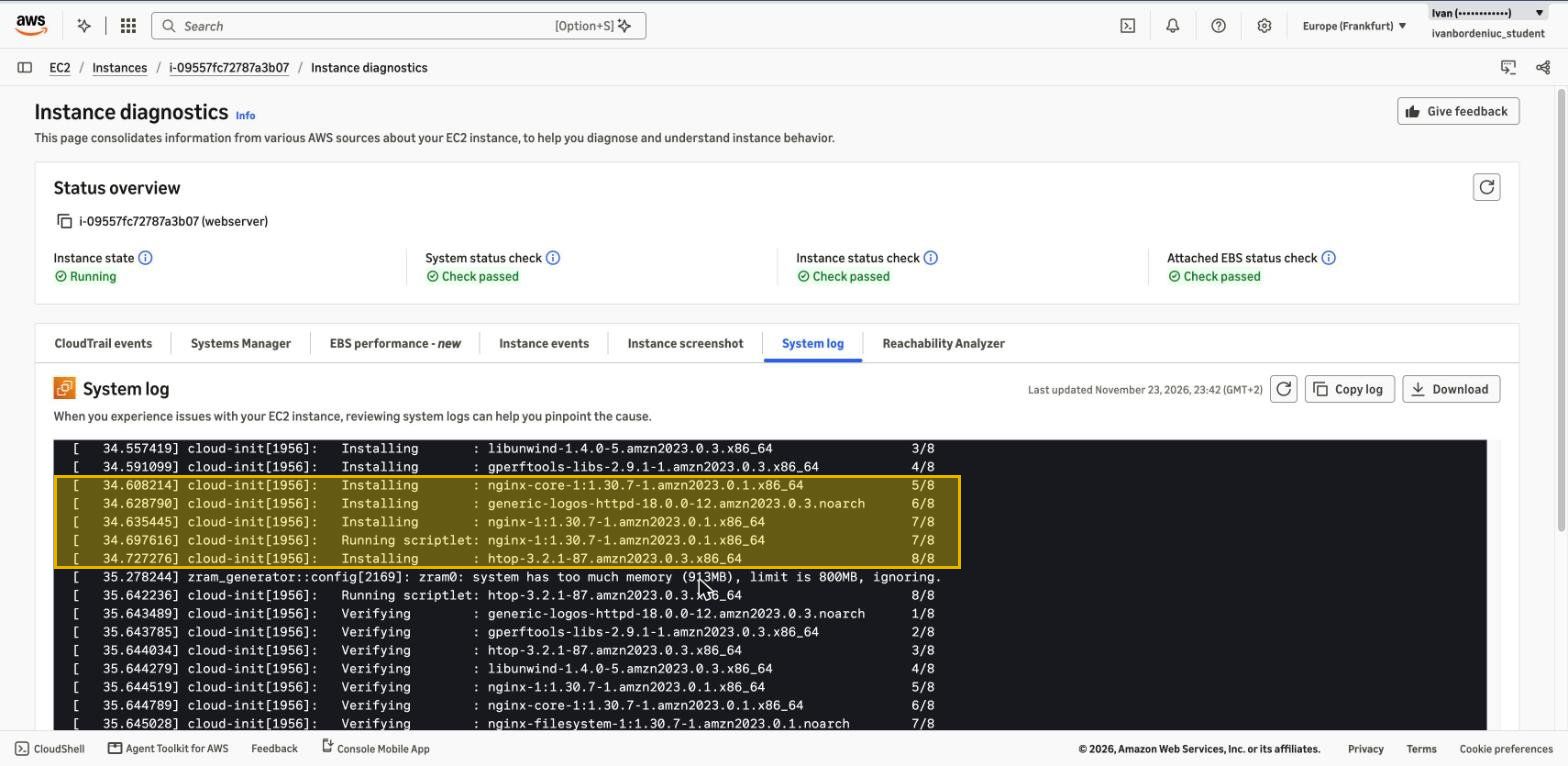 aws
Search [Option+S]
Europe (Frankfurt)
Ivan (············)
ivanbordeniuc_student
EC2 / Instances / i-09557fc72787a3b07 / Instance diagnostics
Instance diagnostics Info
Give feedback
This page consolidates information from various AWS sources about your EC2 instance, to help you diagnose and understand instance behavior.
Status overview
i-09557fc72787a3b07 (webserver)
Instance state
Running
System status check
Check passed
Instance status check
Check passed
Attached EBS status check
Check passed
CloudTrail events Systems Manager EBS performance - new Instance events Instance screenshot System log Reachability Analyzer
System log
Last updated November 23, 2026, 23:42 (GMT+2) Copy log Download
When you experience issues with your EC2 instance, reviewing system logs can help you pinpoint the cause.
[ 34.557419] cloud-init[1956]: Installing : libunwind-1.4.0-5.amzn2023.0.3.x86_64 3/8
[ 34.591099] cloud-init[1956]: Installing : gperftools-libs-2.9.1-1.amzn2023.0.3.x86_64 4/8
[ 34.608214] cloud-init[1956]: Installing : nginx-core-1:1.30.7-1.amzn2023.0.1.x86_64 5/8
[ 34.628790] cloud-init[1956]: Installing : generic-logos-httpd-18.0.0-12.amzn2023.0.3.noarch 6/8
[ 34.635445] cloud-init[1956]: Installing : nginx-1:1.30.7-1.amzn2023.0.1.x86_64 7/8
[ 34.697616] cloud-init[1956]: Running scriptlet: nginx-1:1.30.7-1.amzn2023.0.1.x86_64 7/8
[ 34.727276] cloud-init[1956]: Installing : htop-3.2.1-87.amzn2023.0.3.x86_64 8/8
[ 35.278244] zram_generator::config[2169]: zram0: system has too much memory (913MB), limit is 800MB, ignoring.
[ 35.642236] cloud-init[1956]: Running scriptlet: htop-3.2.1-87.amzn2023.0.3.x86_64 8/8
[ 35.643489] cloud-init[1956]: Verifying : generic-logos-httpd-18.0.0-12.amzn2023.0.3.noarch 1/8
[ 35.643785] cloud-init[1956]: Verifying : gperftools-libs-2.9.1-1.amzn2023.0.3.x86_64 2/8
[ 35.644034] cloud-init[1956]: Verifying : htop-3.2.1-87.amzn2023.0.3.x86_64 3/8
[ 35.644279] cloud-init[1956]: Verifying : libunwind-1.4.0-5.amzn2023.0.3.x86_64 4/8
[ 35.644519] cloud-init[1956]: Verifying : nginx-1:1.30.7-1.amzn2023.0.1.x86_64 5/8
[ 35.644789] cloud-init[1956]: Verifying : nginx-core-1:1.30.7-1.amzn2023.0.1.x86_64 6/8
[ 35.645028] cloud-init[1956]: Verifying : nginx-filesystem-1:1.30.7-1.amzn2023.0.1.noarch 7/8
CloudShell Agent Toolkit for AWS Feedback Console Mobile App © 2026, Amazon Web Services, Inc. or its affiliates. Privacy Terms Cookie preferences